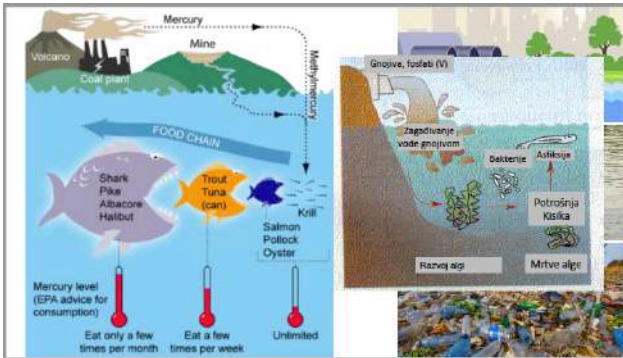 Mercury
Volcano
Coal plant
Mine
Methylmercury
FOOD CHAIN
Shark
Pike
Albacore
Halibut
Trout
Tuna
(can)
Krill
Salmon
Pollock
Oyster
Mercury level
(EPA advice for
consumption)
Eat only a few
times per month
Eat a few
times per week
Unlimited
Gnojiva, fosfati (V)
Zagađivanje
vode gnojivom
Bakterije
Astiksija
Potrošnja
Kisika
Razvoj algi
Mrtve alge